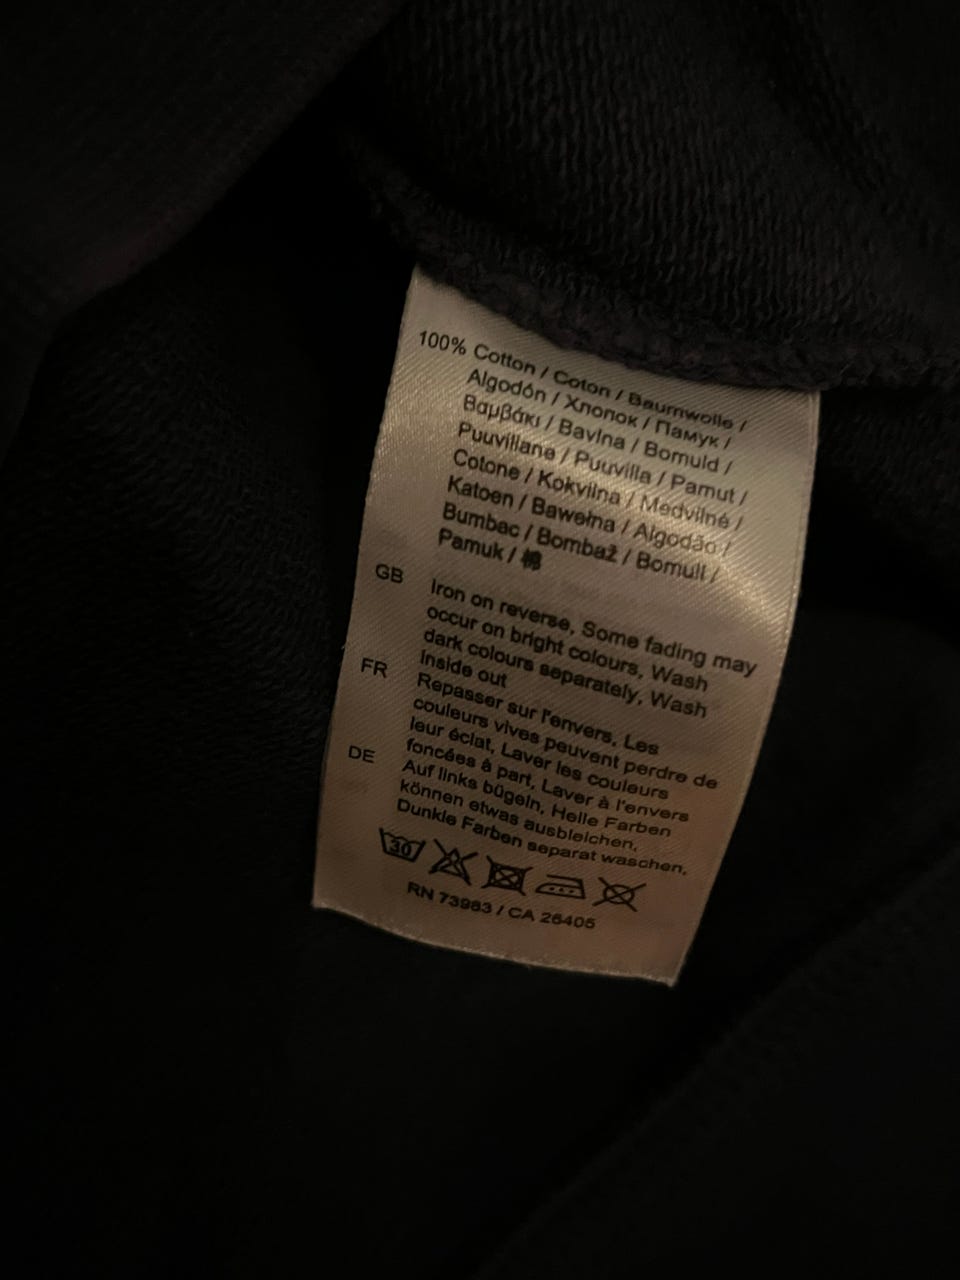 100% Cotton / Coton / Baumwolle /
Algodón / Хлопок / Памук /
Βαμβάκι / Bavlna / Bomuld /
Puuvillane / Puuvilla / Pamut /
Cotone / Kokvilna / Medvilnė /
Katoen / Bawełna / Algodão /
Bumbac / Bombaž / Bomull /
Pamuk / 棉
GB Iron on reverse, Some fading may
occur on bright colours, Wash
dark colours separately, Wash
Inside out
FR Repasser sur l'envers, Les
couleurs vives peuvent perdre de
leur éclat, Laver les couleurs
foncées à part, Laver à l'envers
DE Auf links bügeln, Helle Farben
können etwas ausbleichen,
Dunkle Farben separat waschen,
30
RN 73983 / CA 26405